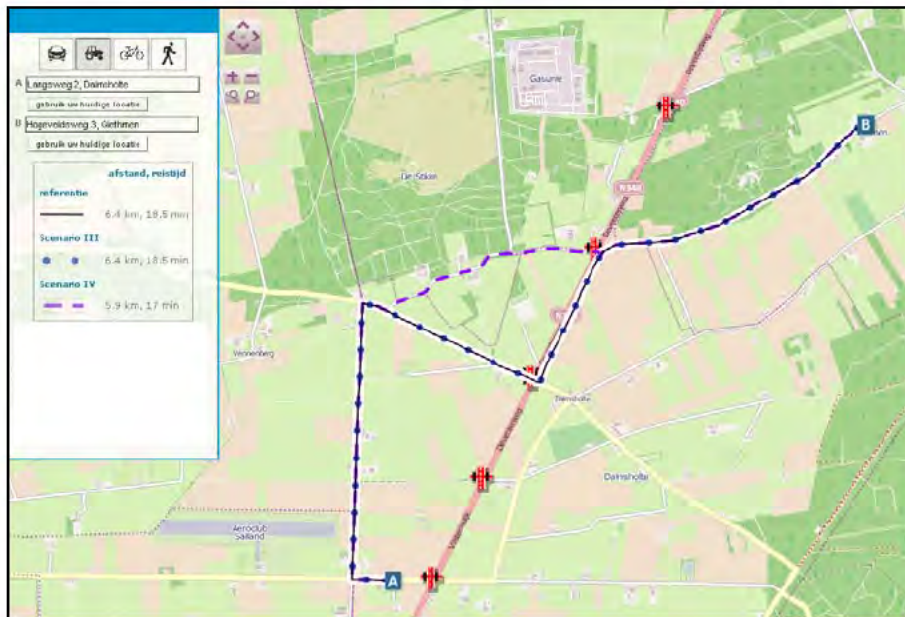 A Langsweg 2, Dalmsholte
gebruik uw huidige locatie
B Hogeveldsweg 3, Giethmen
gebruik uw huidige locatie
afstand, reistijd
referentie
6.4 km, 18.5 min
Scenario III
6.4 km, 18.5 min
Scenario IV
5.9 km, 17 min
Gasunie
B
De Stikin
N348
Vennenberg
Dalmsholte
Dalmsholte
Aeroclub
Salland
A